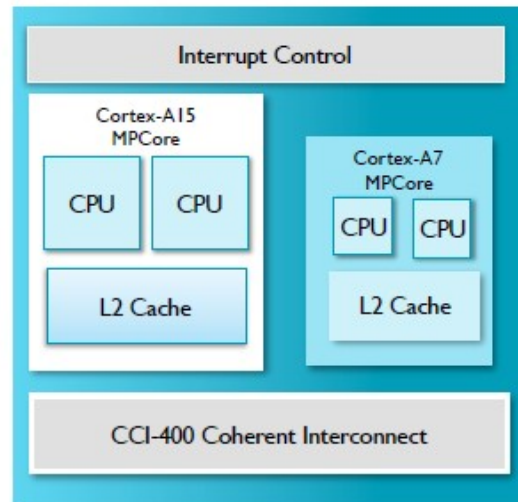 Interrupt Control
Cortex-A15
MPCore
CPU
CPU
L2 Cache
Cortex-A7
MPCore
CPU
CPU
L2 Cache
CCI-400 Coherent Interconnect